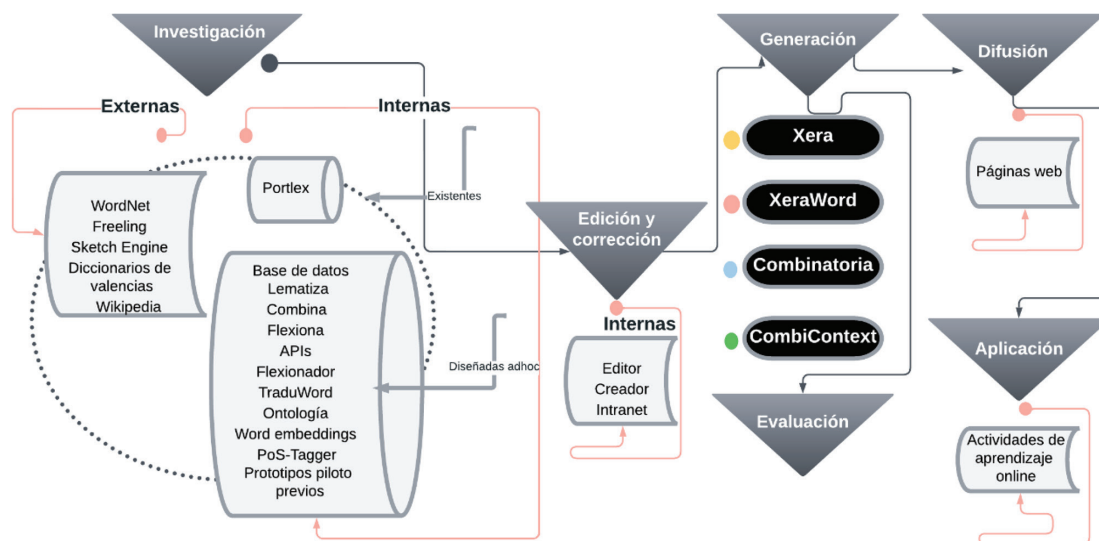 Investigación
Externas
Internas
WordNet
Freeling
Sketch Engine
Diccionarios de
valencias
Wikipedia
Portlex
Existentes
Base de datos
Lematiza
Combina
Flexiona
APIs
Flexionador
TraduWord
Ontología
Word embeddings
PoS-Tagger
Prototipos piloto
previos
Diseñadas adhoc
Edición y
corrección
Internas
Editor
Creador
Intranet
Generación
Xera
XeraWord
Combinatoria
CombiContext
Evaluación
Difusión
Páginas web
Aplicación
Actividades de
aprendizaje
online